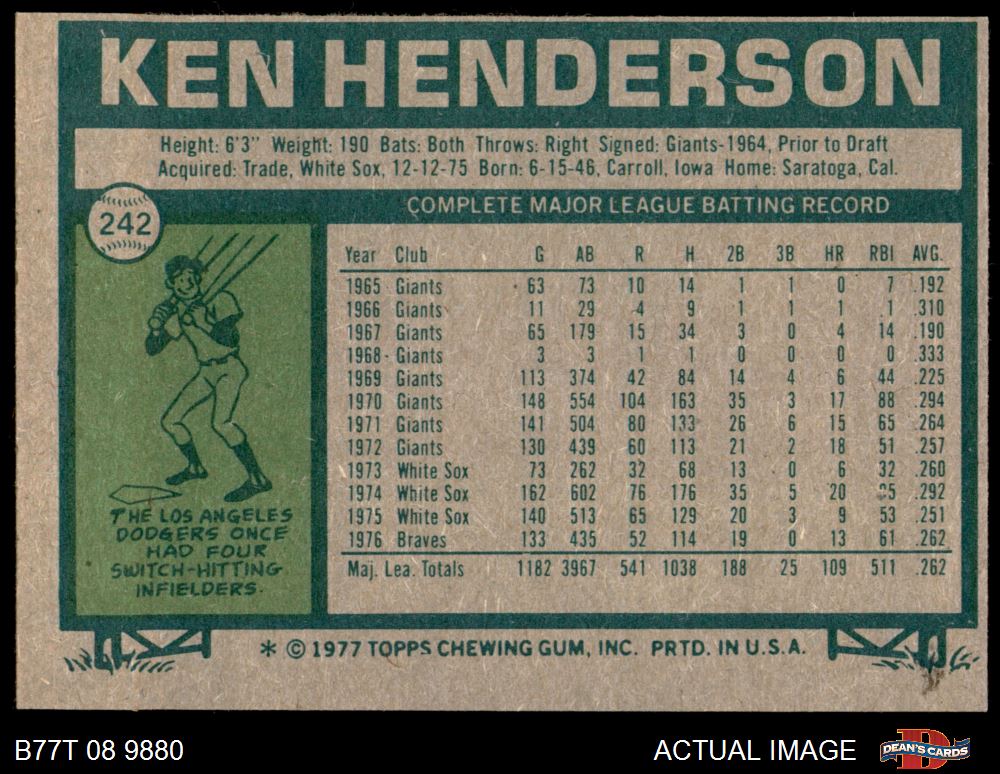 KEN HENDERSON
Height: 6'3" Weight: 190 Bats: Both Throws: Right Signed: Giants-1964, Prior to Draft
Acquired: Trade, White Sox, 12-12-75 Born: 6-15-46, Carroll, Iowa Home: Saratoga, Cal.
242
COMPLETE MAJOR LEAGUE BATTING RECORD
Year Club G AB R H 2B 3B HR RBI AVG.
1965 Giants 63 73 10 14 1 1 0 7 .192
1966 Giants 11 29 4 9 1 1 1 1 .310
1967 Giants 65 179 15 34 3 0 4 14 .190
1968 Giants 3 3 1 1 0 0 0 0 .333
1969 Giants 113 374 42 84 14 4 6 44 .225
1970 Giants 148 554 104 163 35 3 17 88 .294
1971 Giants 141 504 80 133 26 6 15 65 .264
1972 Giants 130 439 60 113 21 2 18 51 .257
1973 White Sox 73 262 32 68 13 0 6 32 .260
1974 White Sox 162 602 76 176 35 5 20 95 .292
1975 White Sox 140 513 65 129 20 3 9 53 .251
1976 Braves 133 435 52 114 19 0 13 61 .262
Maj. Lea. Totals 1182 3967 541 1038 188 25 109 511 .262
THE LOS ANGELES
DODGERS ONCE
HAD FOUR
SWITCH-HITTING
INFIELDERS.
* © 1977 TOPPS CHEWING GUM, INC. PRTD. IN U.S.A.
B77T 08 9880
ACTUAL IMAGE
DEAN'S CARDS